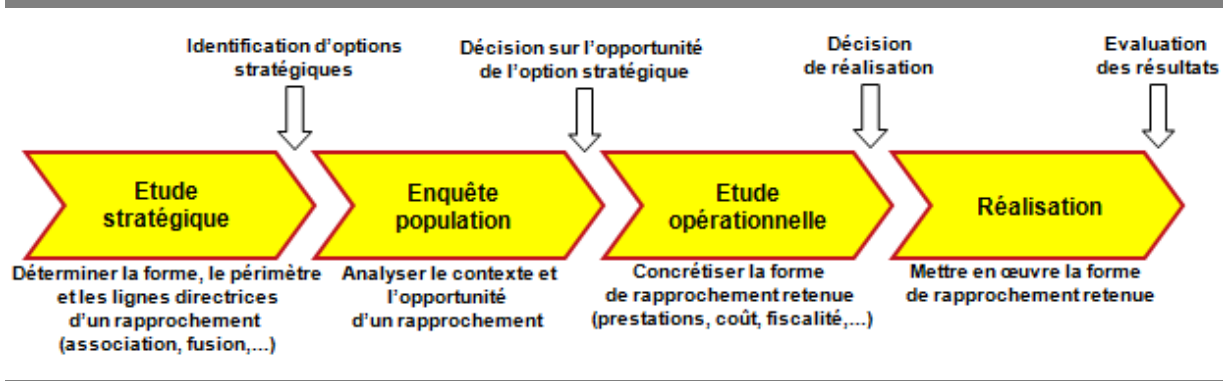 Identification d'options
stratégiques
Décision sur l'opportunité
de l'option stratégique
Décision
de réalisation
Evaluation
des résultats
Etude
stratégique
Enquête
population
Etude
opérationnelle
Réalisation
Déterminer la forme, le périmètre
et les lignes directrices
d'un rapprochement
(association, fusion,...)
Analyser le contexte et
l'opportunité
d'un rapprochement
Concrétiser la forme
de rapprochement retenue
(prestations, coût, fiscalité,...)
Mettre en œuvre la forme
de rapprochement retenue